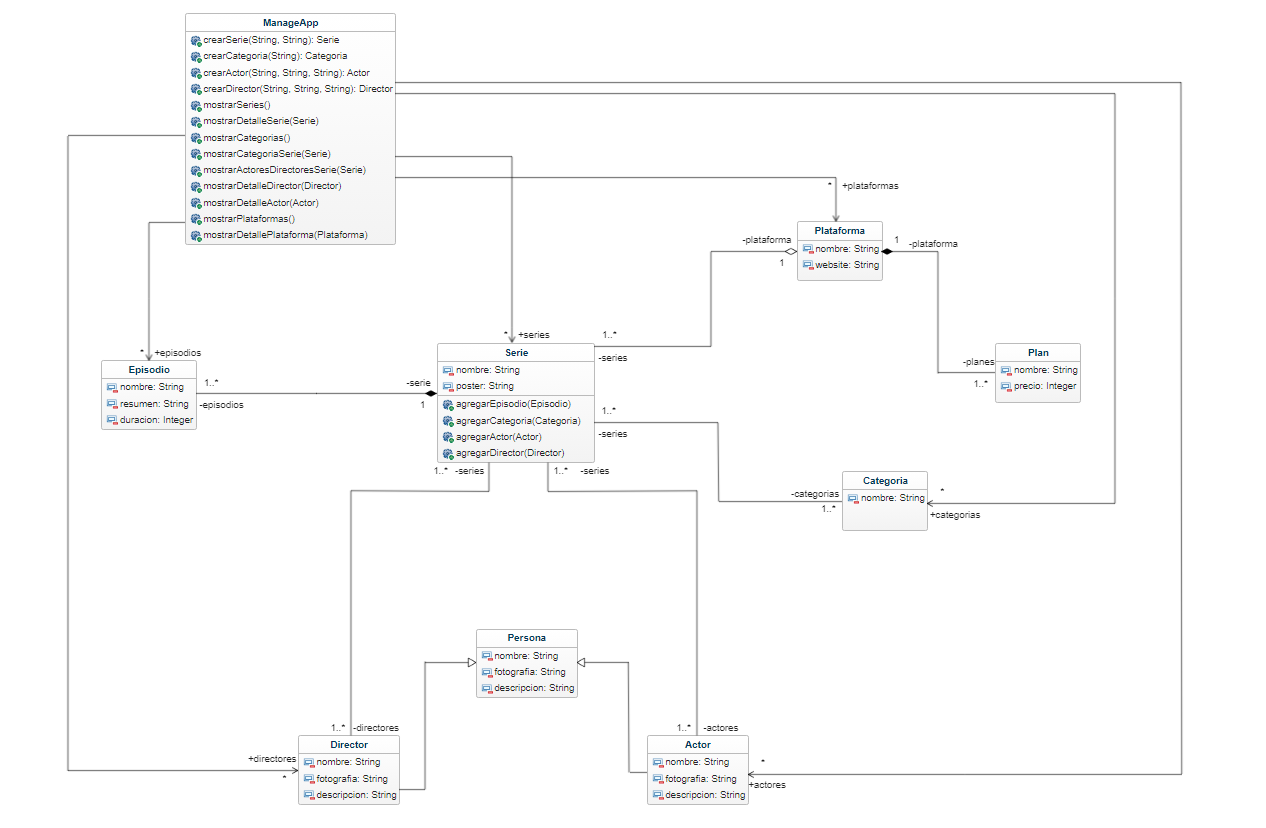 ManageApp
crearSerie(String, String): Serie
crearCategoria(String): Categoria
crearActor(String, String, String): Actor
crearDirector(String, String, String): Director
mostrarSeries()
mostrarDetalleSerie(Serie)
mostrarCategorias()
mostrarCategoriaSerie(Serie)
mostrarActoresDirectoresSerie(Serie)
mostrarDetalleDirector(Director)
mostrarDetalleActor(Actor)
mostrarPlataformas()
mostrarDetallePlataforma(Plataforma)
* +plataformas
Plataforma
nombre: String
website: String
-plataforma
1
1 -plataforma
* +series
1..*
-series
* +episodios
Episodio
nombre: String
resumen: String
duracion: Integer
1..*
-episodios
-serie
1
Serie
nombre: String
poster: String
agregarEpisodio(Episodio)
agregarCategoria(Categoria)
agregarActor(Actor)
agregarDirector(Director)
1..*
-series
1..* -series
1..* -series
-planes
1..*
Plan
nombre: String
precio: Integer
-categorias
1..*
Categoria
nombre: String
*
+categorias
Persona
nombre: String
fotografia: String
descripcion: String
1..* -directores
+directores
*
Director
nombre: String
fotografia: String
descripcion: String
1..* -actores
Actor
nombre: String
fotografia: String
descripcion: String
*
+actores